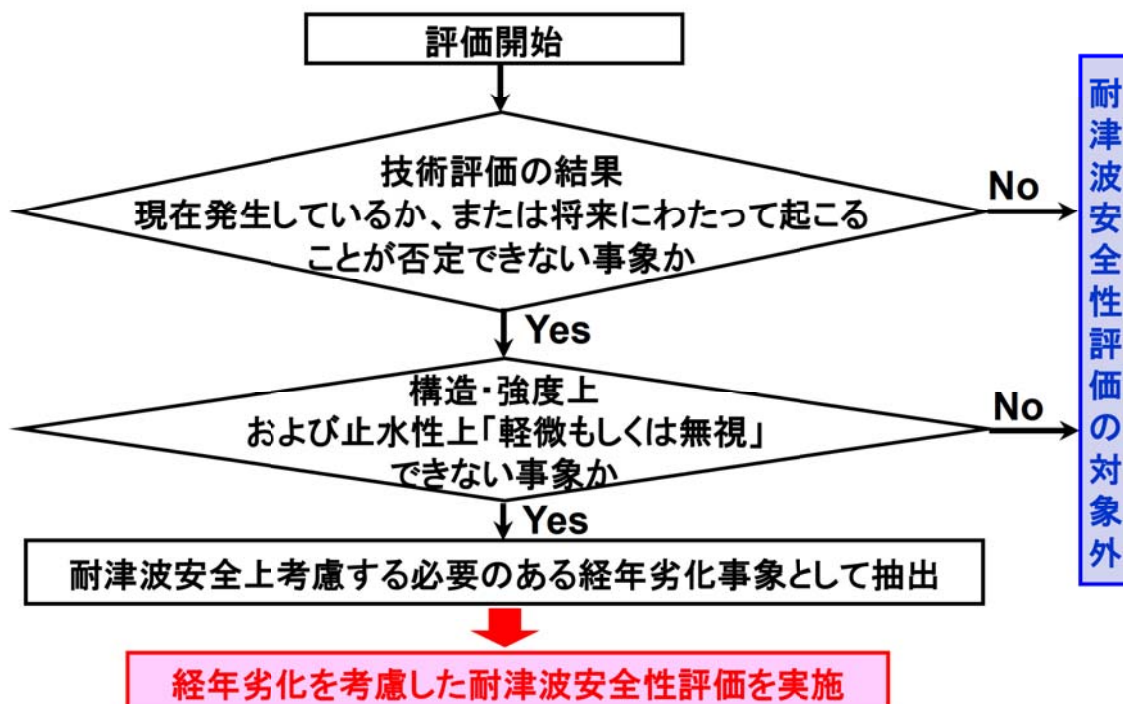 評価開始
技術評価の結果
現在発生しているか、または将来にわたって起こる
ことが否定できない事象か
No
Yes
構造・強度上
および止水性上「軽微もしくは無視」
できない事象か
No
Yes
耐津波安全上考慮する必要のある経年劣化事象として抽出
経年劣化を考慮した耐津波安全性評価を実施
耐津波安全性評価の対象外